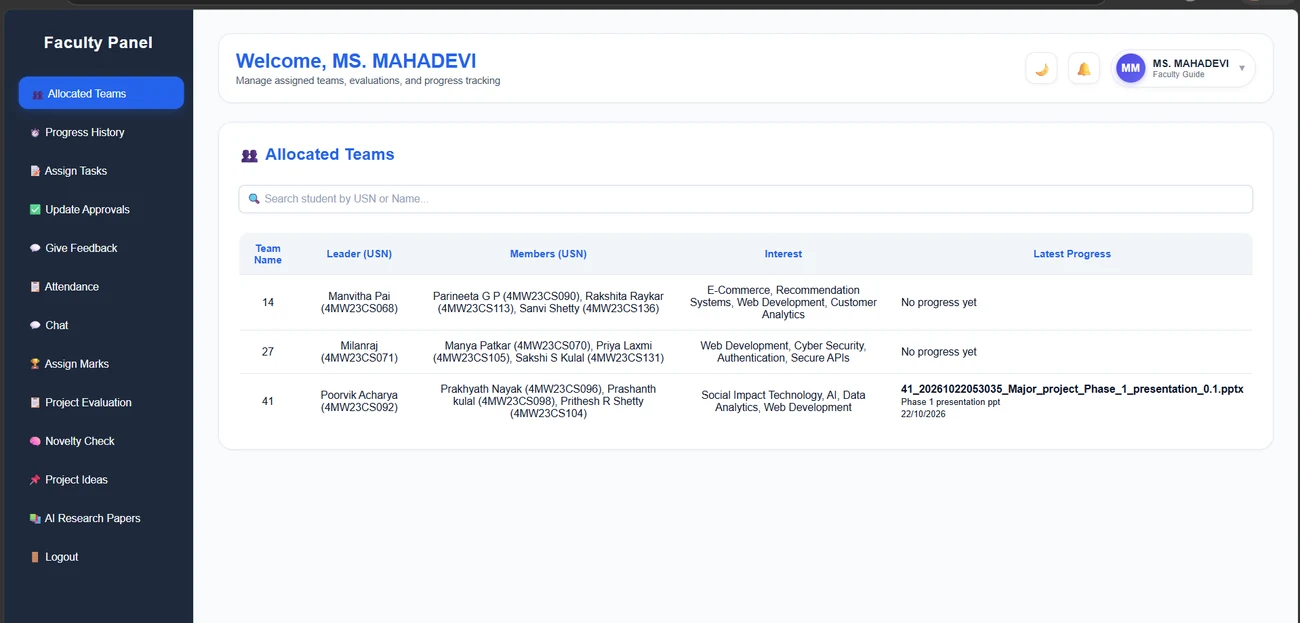 Faculty Panel
Allocated Teams
Progress History
Assign Tasks
Update Approvals
Give Feedback
Attendance
Chat
Assign Marks
Project Evaluation
Novelty Check
Project Ideas
AI Research Papers
Logout
Welcome, MS. MAHADEVI
Manage assigned teams, evaluations, and progress tracking
MM
MS. MAHADEVI
Faculty Guide
Allocated Teams
Search student by USN or Name...
Team
Name
Leader (USN)
Members (USN)
Interest
Latest Progress
14
Manvitha Pai
(4MW23CS068)
Parineeta G P (4MW23CS090), Rakshita Raykar
(4MW23CS113), Sanvi Shetty (4MW23CS136)
E-Commerce, Recommendation
Systems, Web Development, Customer
Analytics
No progress yet
27
Milanraj
(4MW23CS071)
Manya Patkar (4MW23CS070), Priya Laxmi
(4MW23CS105), Sakshi S Kulal (4MW23CS131)
Web Development, Cyber Security,
Authentication, Secure APIs
No progress yet
41
Poorvik Acharya
(4MW23CS092)
Prakhyath Nayak (4MW23CS096), Prashanth
kulal (4MW23CS098), Prithesh R Shetty
(4MW23CS104)
Social Impact Technology, AI, Data
Analytics, Web Development
41_20261022053035_Major_project_Phase_1_presentation_0.1.pptx
Phase 1 presentation ppt
22/10/2026